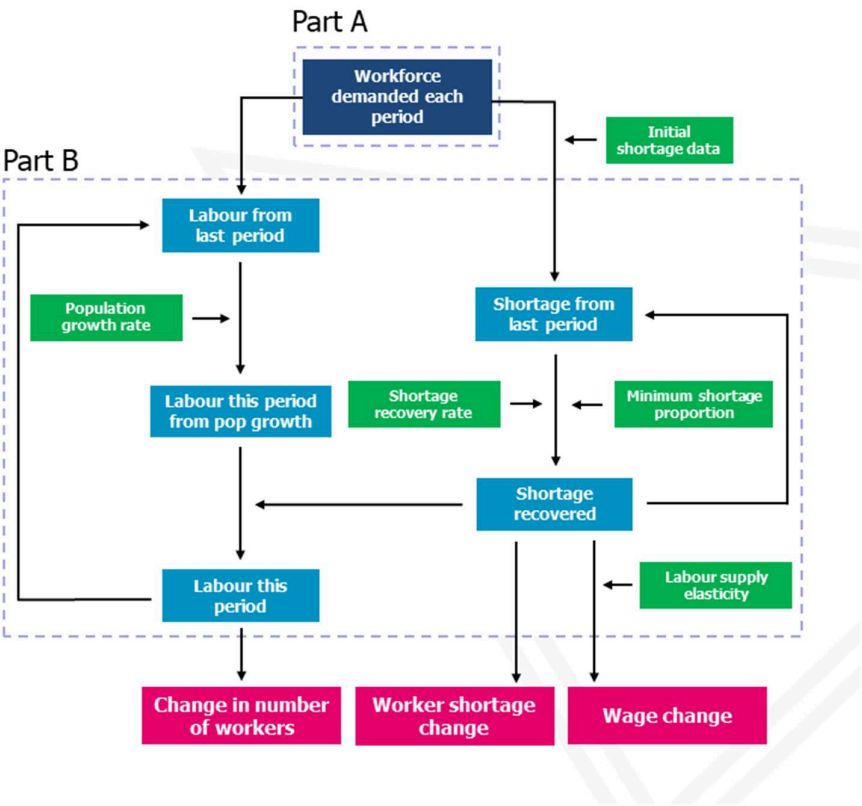 Part A
Workforce
demanded each
period
Initial
shortage data
Part B
Labour from
last period
Population
growth rate
Shortage from
last period
Labour this period
from pop growth
Shortage
recovery rate
Minimum shortage
proportion
Shortage
recovered
Labour this
period
Labour supply
elasticity
Change in number
of workers
Worker shortage
change
Wage change